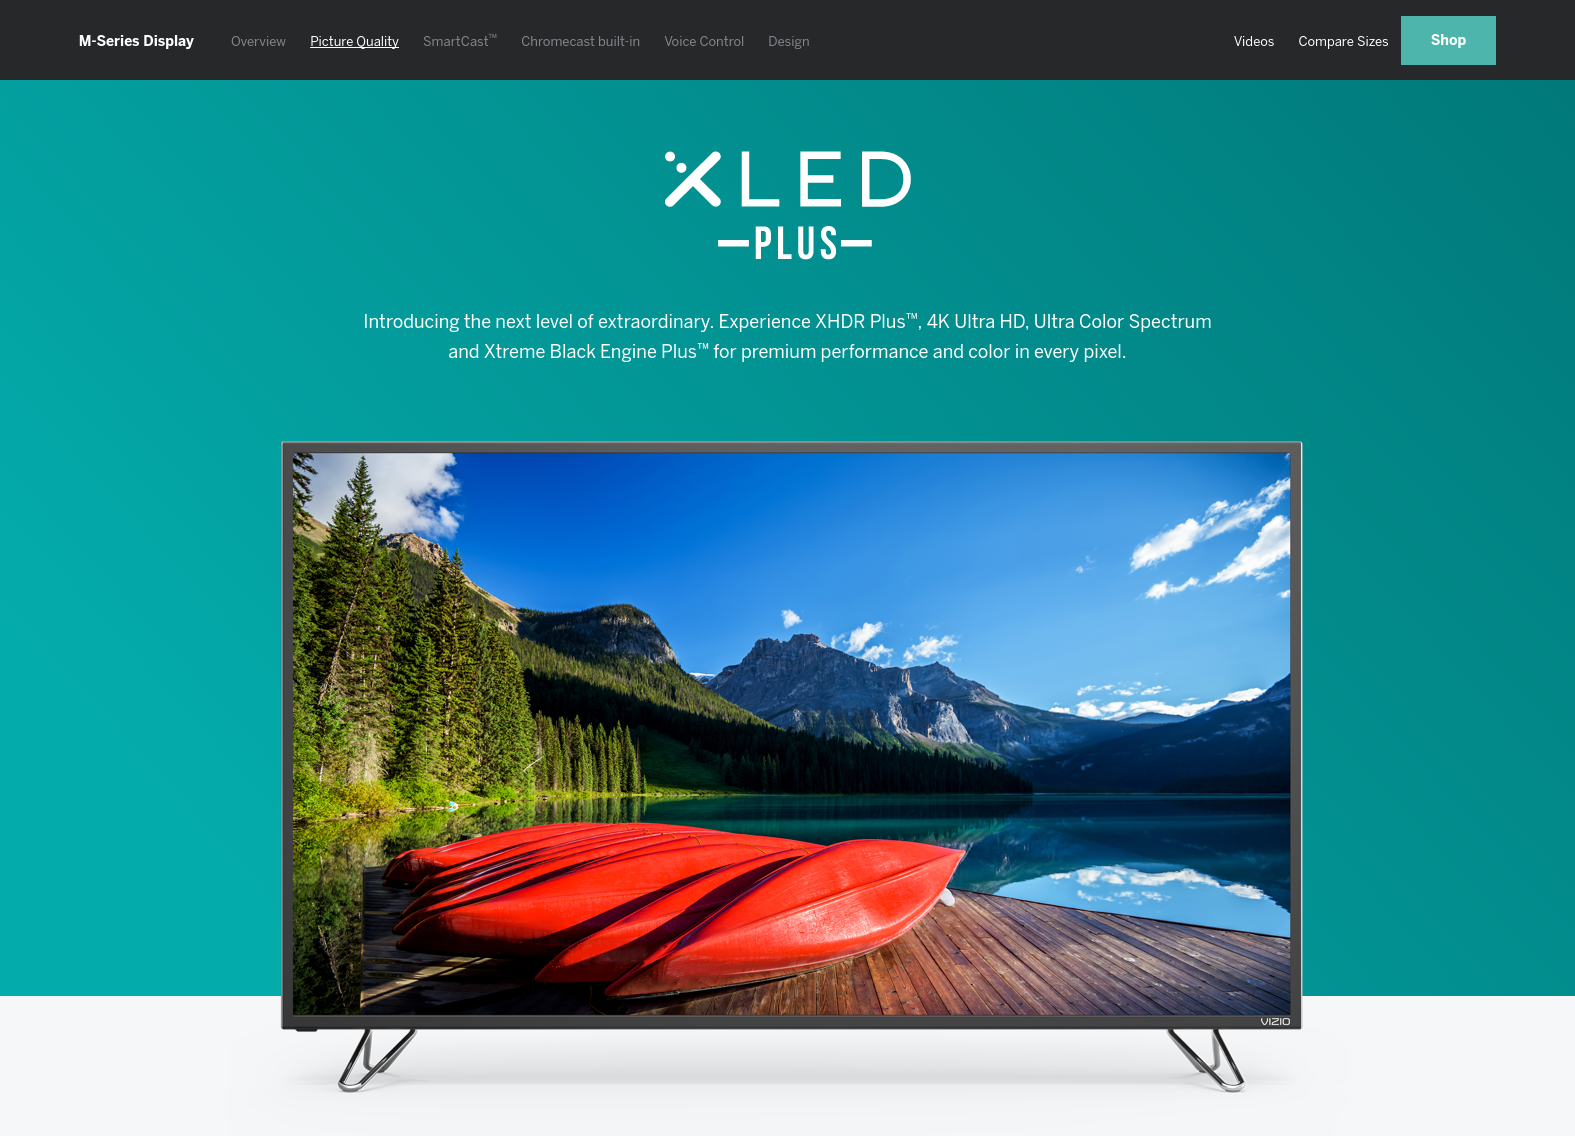 M-Series Display Overview Picture Quality SmartCast™ Chromecast built-in Voice Control Design Videos Compare Sizes Shop
XLED
PLUS
Introducing the next level of extraordinary. Experience XHDR Plus™, 4K Ultra HD, Ultra Color Spectrum
and Xtreme Black Engine Plus™ for premium performance and color in every pixel.
VIZIO